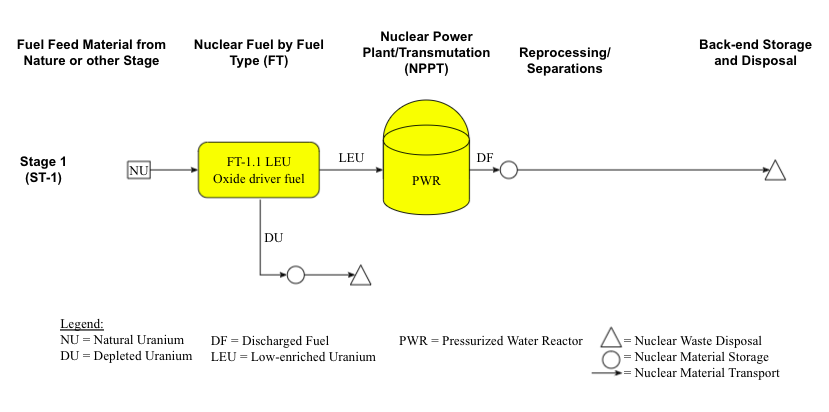 Fuel Feed Material from
Nature or other Stage
Nuclear Fuel by Fuel
Type (FT)
Nuclear Power
Plant/Transmutation
(NPPT)
Reprocessing/
Separations
Back-end Storage
and Disposal
Stage 1
(ST-1)
NU
FT-1.1 LEU
Oxide driver fuel
LEU
PWR
DF
DU
Legend:
NU = Natural Uranium
DU = Depleted Uranium
DF = Discharged Fuel
LEU = Low-enriched Uranium
PWR = Pressurized Water Reactor
= Nuclear Waste Disposal
= Nuclear Material Storage
= Nuclear Material Transport